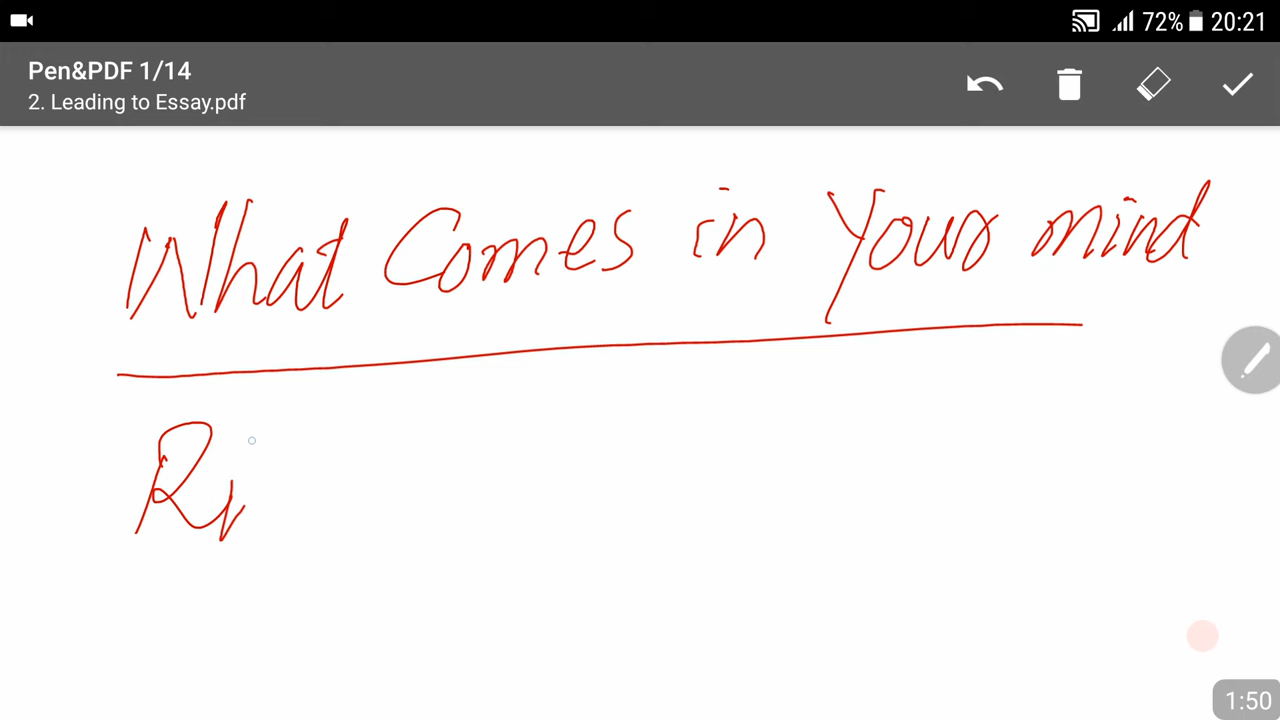 72% 20:21
Pen&PDF 1/14
2. Leading to Essay.pdf
What Comes in Your mind
1:50